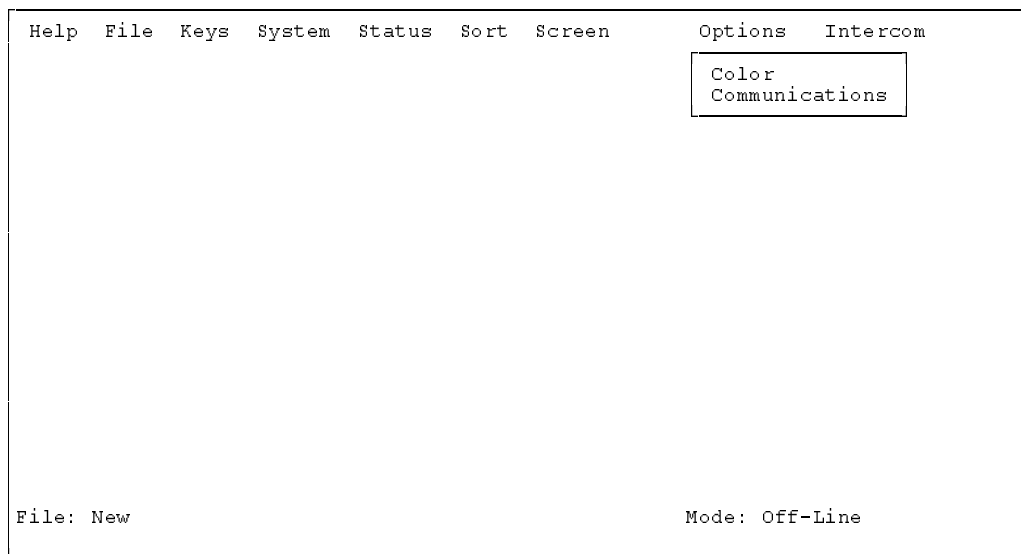 Help File Keys System Status Sort Screen Options Intercom
Color
Communications
File: New Mode: Off-Line